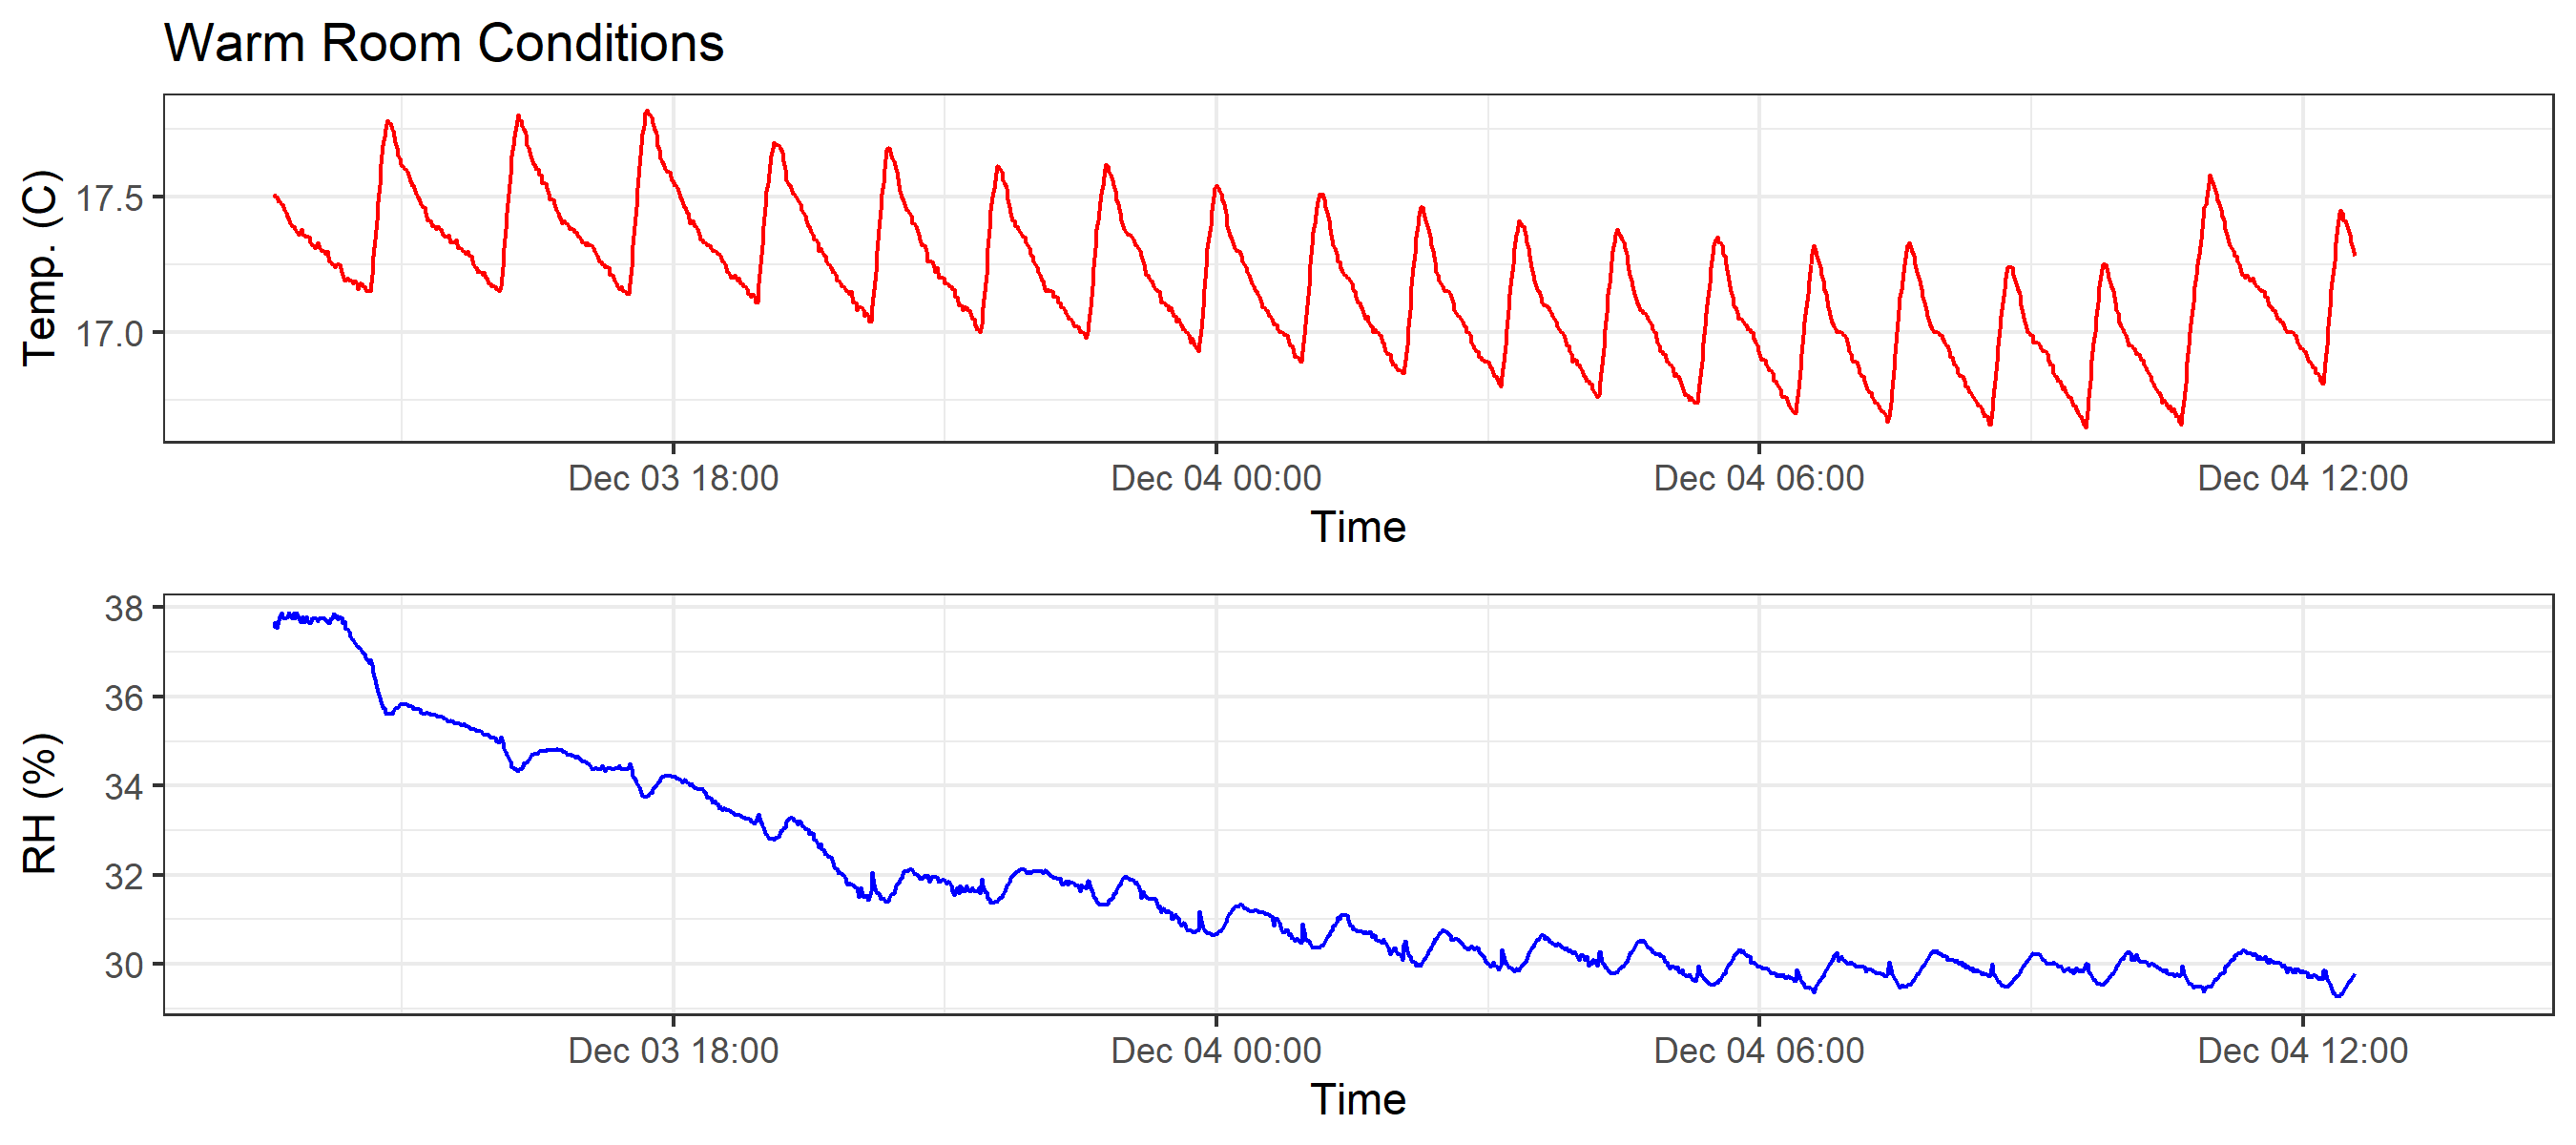 Warm Room Conditions
Temp. (C)
17.5
17.0
Dec 03 18:00 Dec 04 00:00 Dec 04 06:00 Dec 04 12:00
Time
RH (%)
38
36
34
32
30
Dec 03 18:00 Dec 04 00:00 Dec 04 06:00 Dec 04 12:00
Time